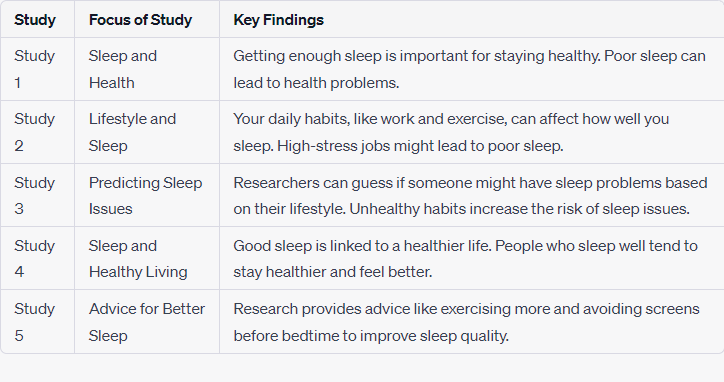 Study Focus of Study Key Findings
Study Sleep and Getting enough sleep is important for staying healthy. Poor sleep can
1 Health lead to health problems.
Study Lifestyle and Your daily habits, like work and exercise, can affect how well you
2 Sleep sleep. High-stress jobs might lead to poor sleep.
Study Predicting Sleep Researchers can guess if someone might have sleep problems based
3 Issues on their lifestyle. Unhealthy habits increase the risk of sleep issues.
Study Sleep and Good sleep is linked to a healthier life. People who sleep well tend to
4 Healthy Living stay healthier and feel better.
Study Advice for Better Research provides advice like exercising more and avoiding screens
5 Sleep before bedtime to improve sleep quality.